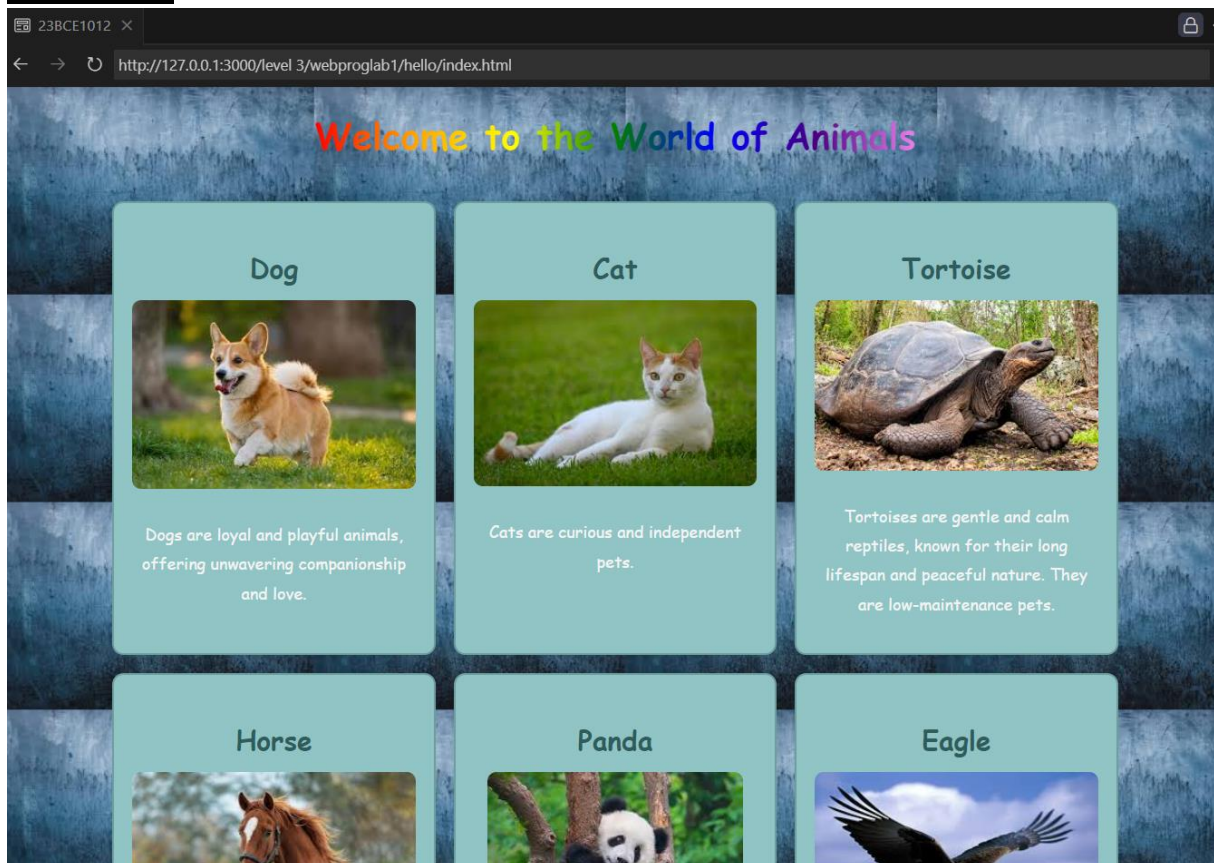 23BCE1012
http://127.0.0.1:3000/level 3/webproglab1/hello/index.html
Welcome to the World of Animals
Dog
Dogs are loyal and playful animals,
offering unwavering companionship
and love.
Cat
Cats are curious and independent
pets.
Tortoise
Tortoises are gentle and calm
reptiles, known for their long
lifespan and peaceful nature. They
are low-maintenance pets.
Horse
Panda
Eagle